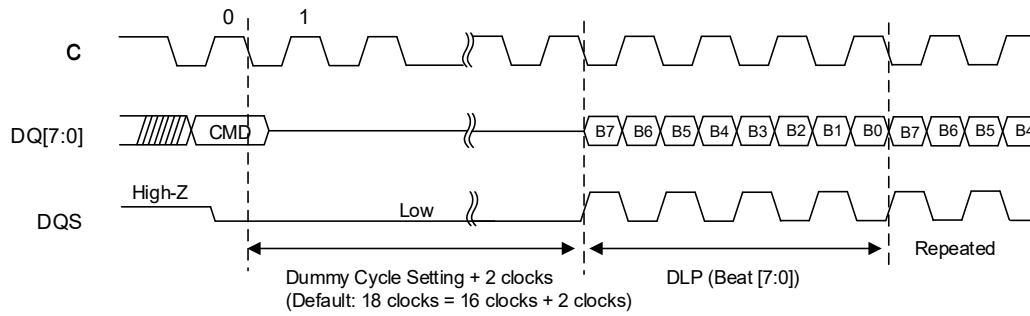 0 1
C
DQ[7:0] CMD B7 B6 B5 B4 B3 B2 B1 B0 B7 B6 B5 B4
High-Z
DQS Low
Dummy Cycle Setting + 2 clocks
(Default: 18 clocks = 16 clocks + 2 clocks)
DLP (Beat [7:0])
Repeated